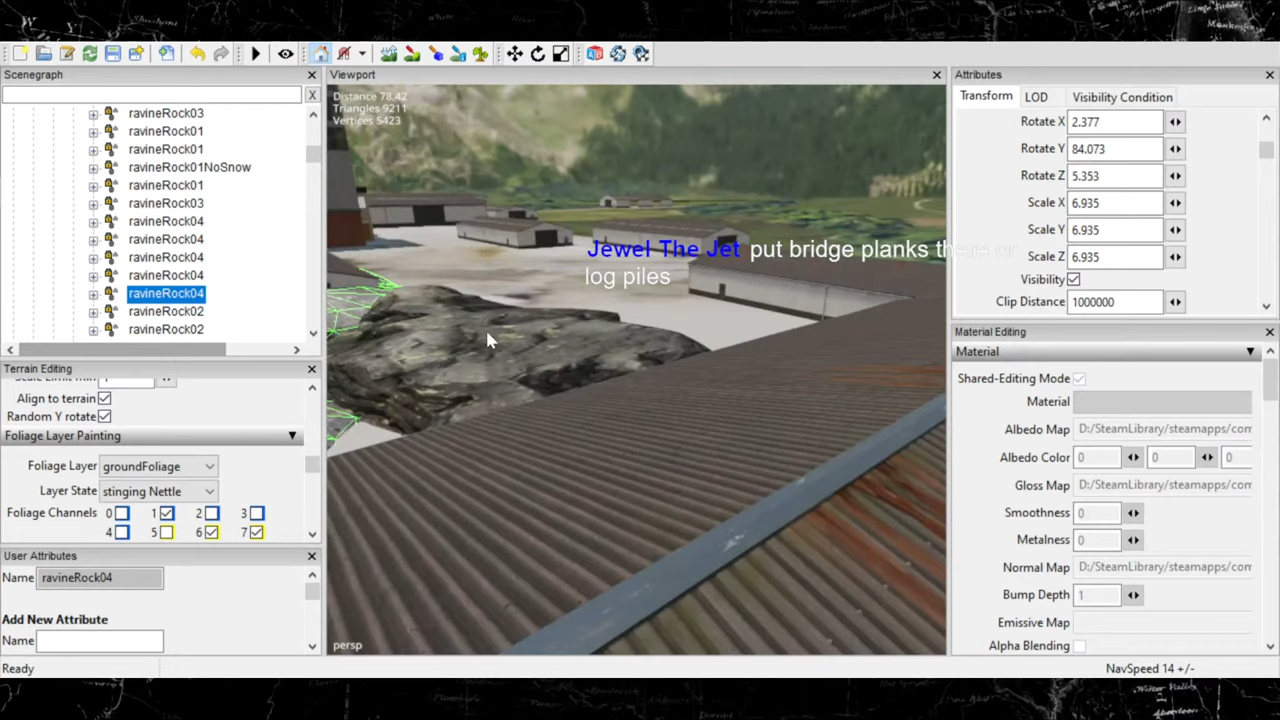 Scenegraph
Viewport
Attributes
X
ravineRock03
ravineRock01
ravineRock01
ravineRock01NoSnow
ravineRock01
ravineRock03
ravineRock04
ravineRock04
ravineRock04
ravineRock04
ravineRock04
ravineRock02
ravineRock02
Terrain Editing
Align to terrain
Random Y rotate
Foliage Layer Painting
Foliage Layer groundFoliage
Layer State stinging Nettle
Foliage Channels 0 1 2 3
4 5 6 7
User Attributes
Name ravineRock04
Add New Attribute
Name
Ready
Distance 78.42
Triangles 9211
Vertices 5423
Jewel The Jet put bridge planks there or
log piles
persp
Transform LOD Visibility Condition
Rotate X 2.377
Rotate Y 84.073
Rotate Z 5.353
Scale X 6.935
Scale Y 6.935
Scale Z 6.935
Visibility
Clip Distance 1000000
Material Editing
Material
Shared-Editing Mode
Material
Albedo Map D:/SteamLibrary/steamapps/com
Albedo Color 0 0 0
Gloss Map D:/SteamLibrary/steamapps/com
Smoothness 0
Metalness 0
Normal Map D:/SteamLibrary/steamapps/com
Bump Depth 1
Emissive Map
Alpha Blending
NavSpeed 14 +/-